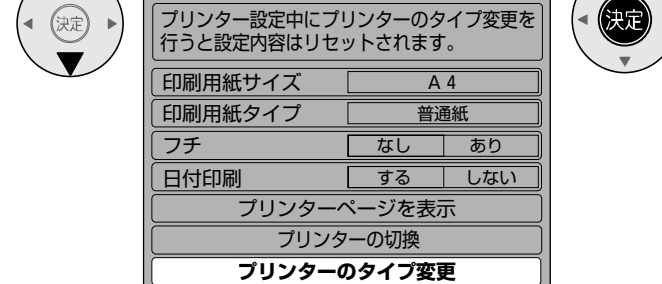 決定
プリンター設定中にプリンターのタイプ変更を
行うと設定内容はリセットされます。
決定
印刷用紙サイズ A 4
印刷用紙タイプ 普通紙
フチ なし あり
日付印刷 する しない
プリンターページを表示
プリンターの切換
プリンターのタイプ変更